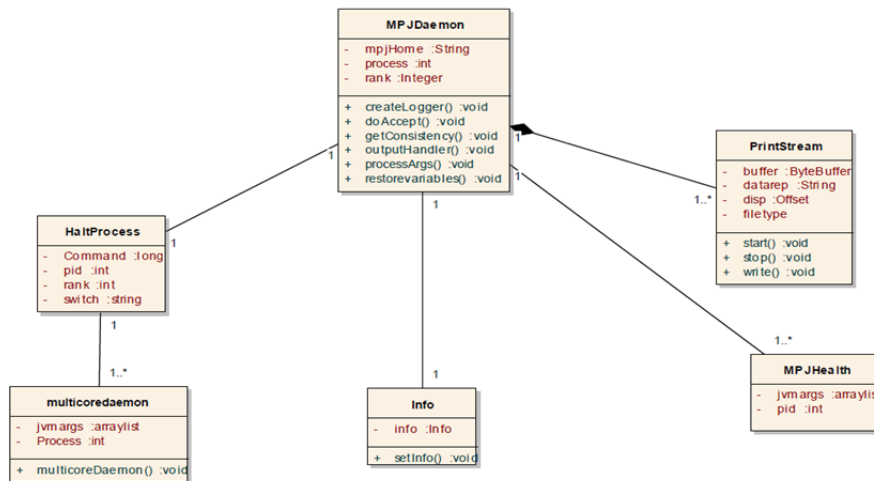 MPJDaemon
- mpjHome :String
- process :int
- rank :Integer
+ createLogger() :void
+ doAccept() :void
+ getConsistency() :void
+ outputHandler() :void
+ processArgs() :void
+ restorevariables() :void
1
1
1
1
PrintStream
- buffer :ByteBuffer
- datarep :String
- disp :Offset
- filetype
+ start() :void
+ stop() :void
+ write() :void
1..*
HaltProcess
- Command :long
- pid :int
- rank :int
- switch :string
1
1
1..*
multicoredaemon
- jvmargs :arraylist
- Process :int
+ multicoreDaemon() :void
1
Info
- info :Info
+ setInfo() :void
1..*
MPJHealth
- jvmargs :arraylist
- pid :int